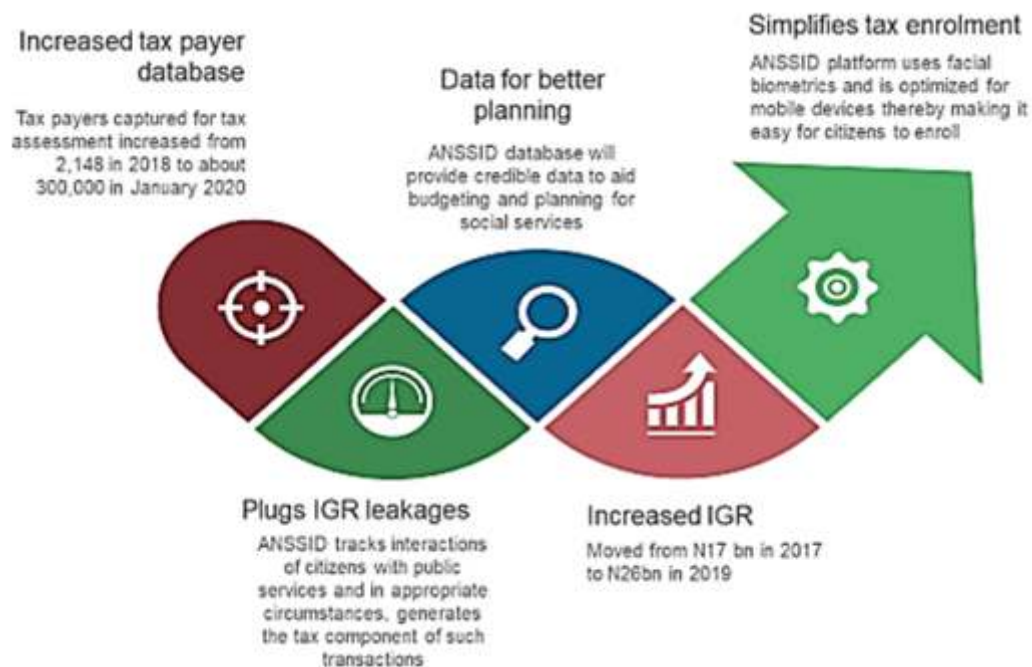 Increased tax payer
database
Tax payers captured for tax
assessment increased from
2,148 in 2018 to about
300,000 in January 2020
Plugs IGR leakages
ANSSID tracks interactions
of citizens with public
services and in appropriate
circumstances, generates
the tax component of such
transactions
Data for better
planning
ANSSID database will
provide credible data to aid
budgeting and planning for
social services
Increased IGR
Moved from N17 bn in 2017
to N26bn in 2019
Simplifies tax enrolment
ANSSID platform uses facial
biometrics and is optimized for
mobile devices thereby making it
easy for citizens to enroll